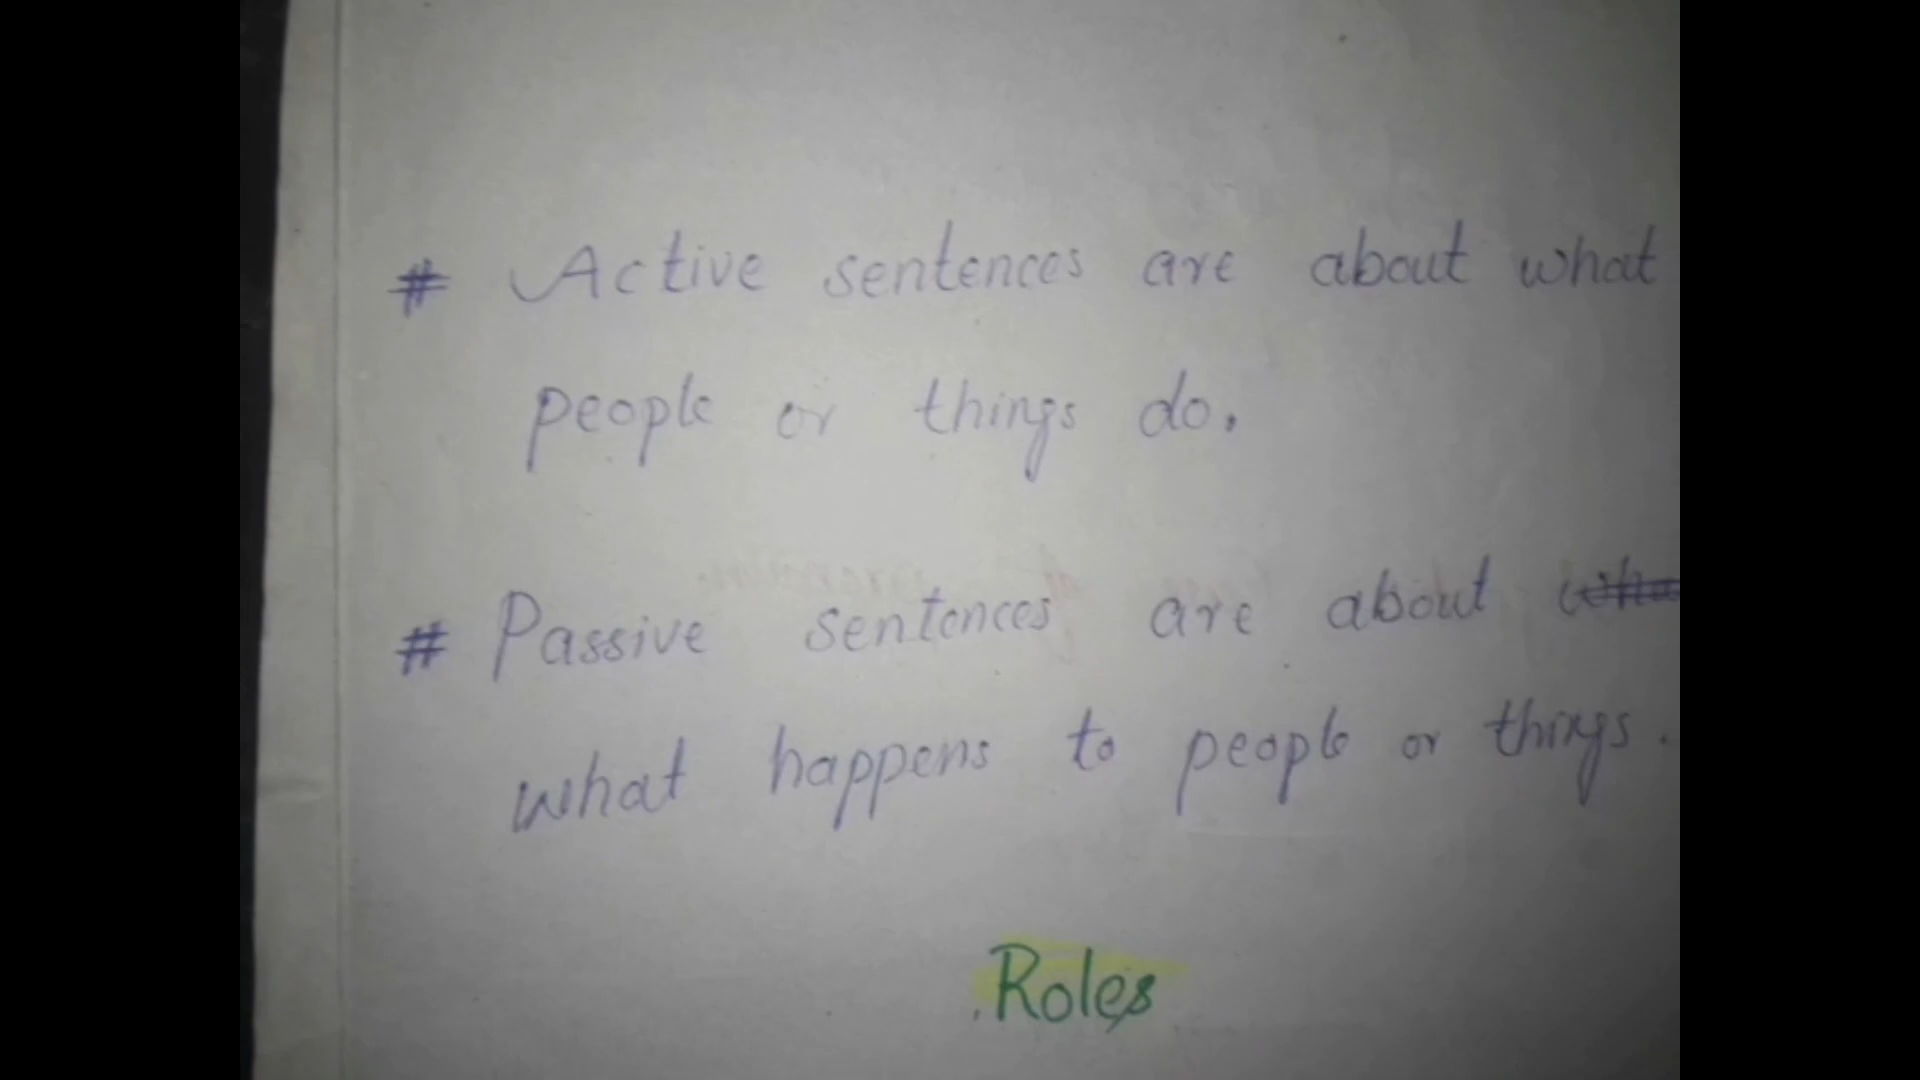 # Active sentences are about what
people or things do.
# Passive sentences are about
what happens to people or things.
Roles